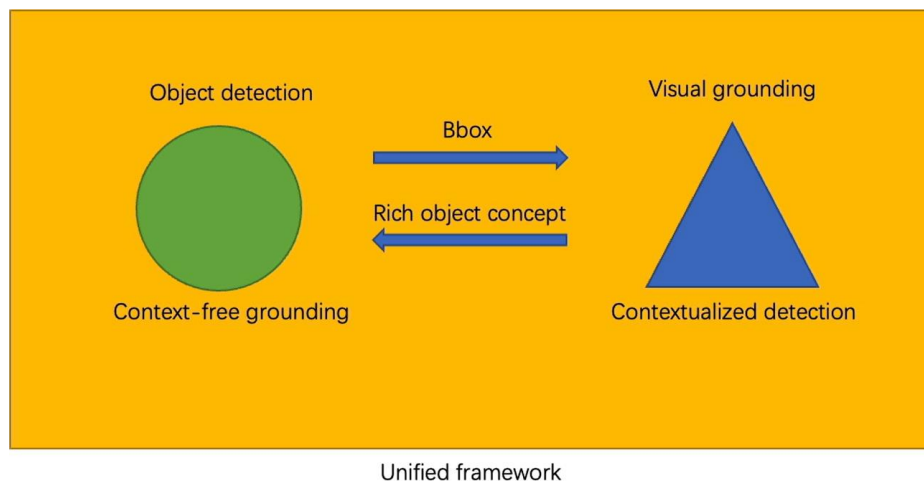 Object detection
Visual grounding
Bbox
Rich object concept
Context-free grounding
Contextualized detection
Unified framework